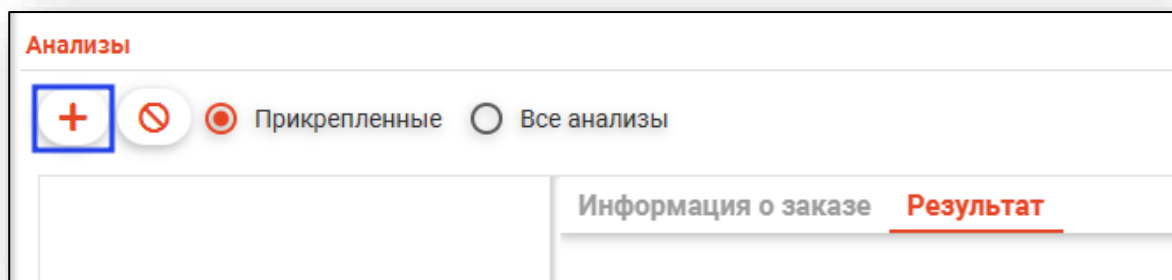 Анализы
Прикрепленные Все анализы
Информация о заказе Результат